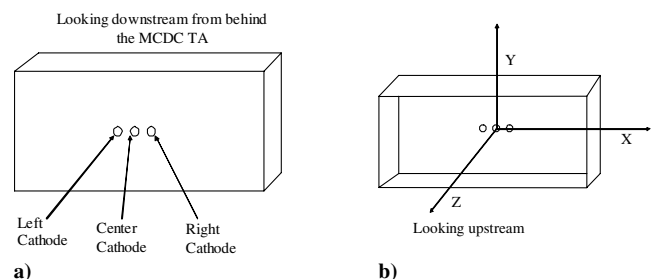 Looking downstream from behind
the MCDC TA
Left
Cathode
Center
Cathode
Right
Cathode
a)
Y
X
Z
Looking upstream
b)